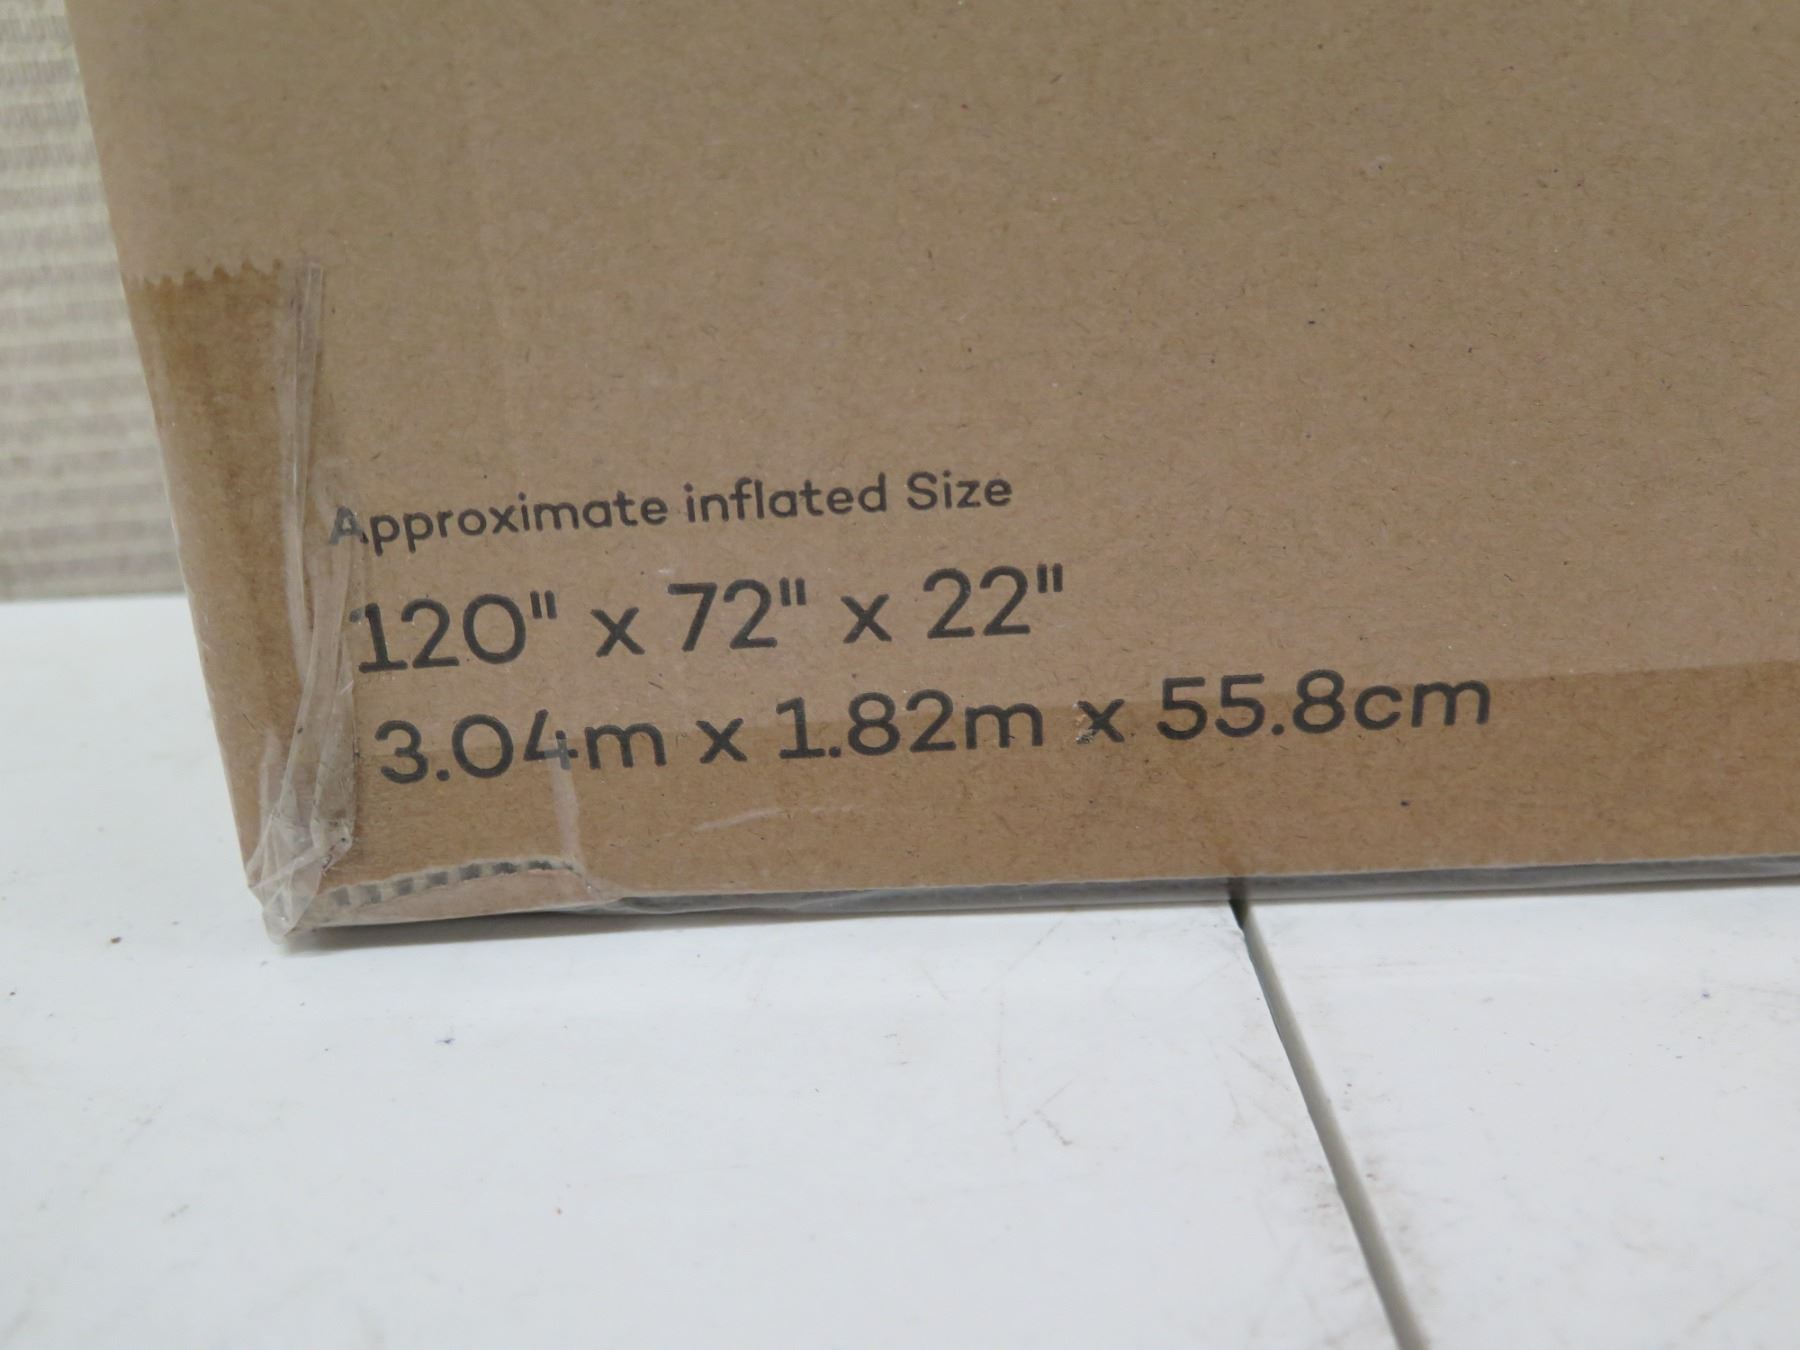 Approximate inflated Size
120" x 72" x 22"
3.04m x 1.82m x 55.8cm